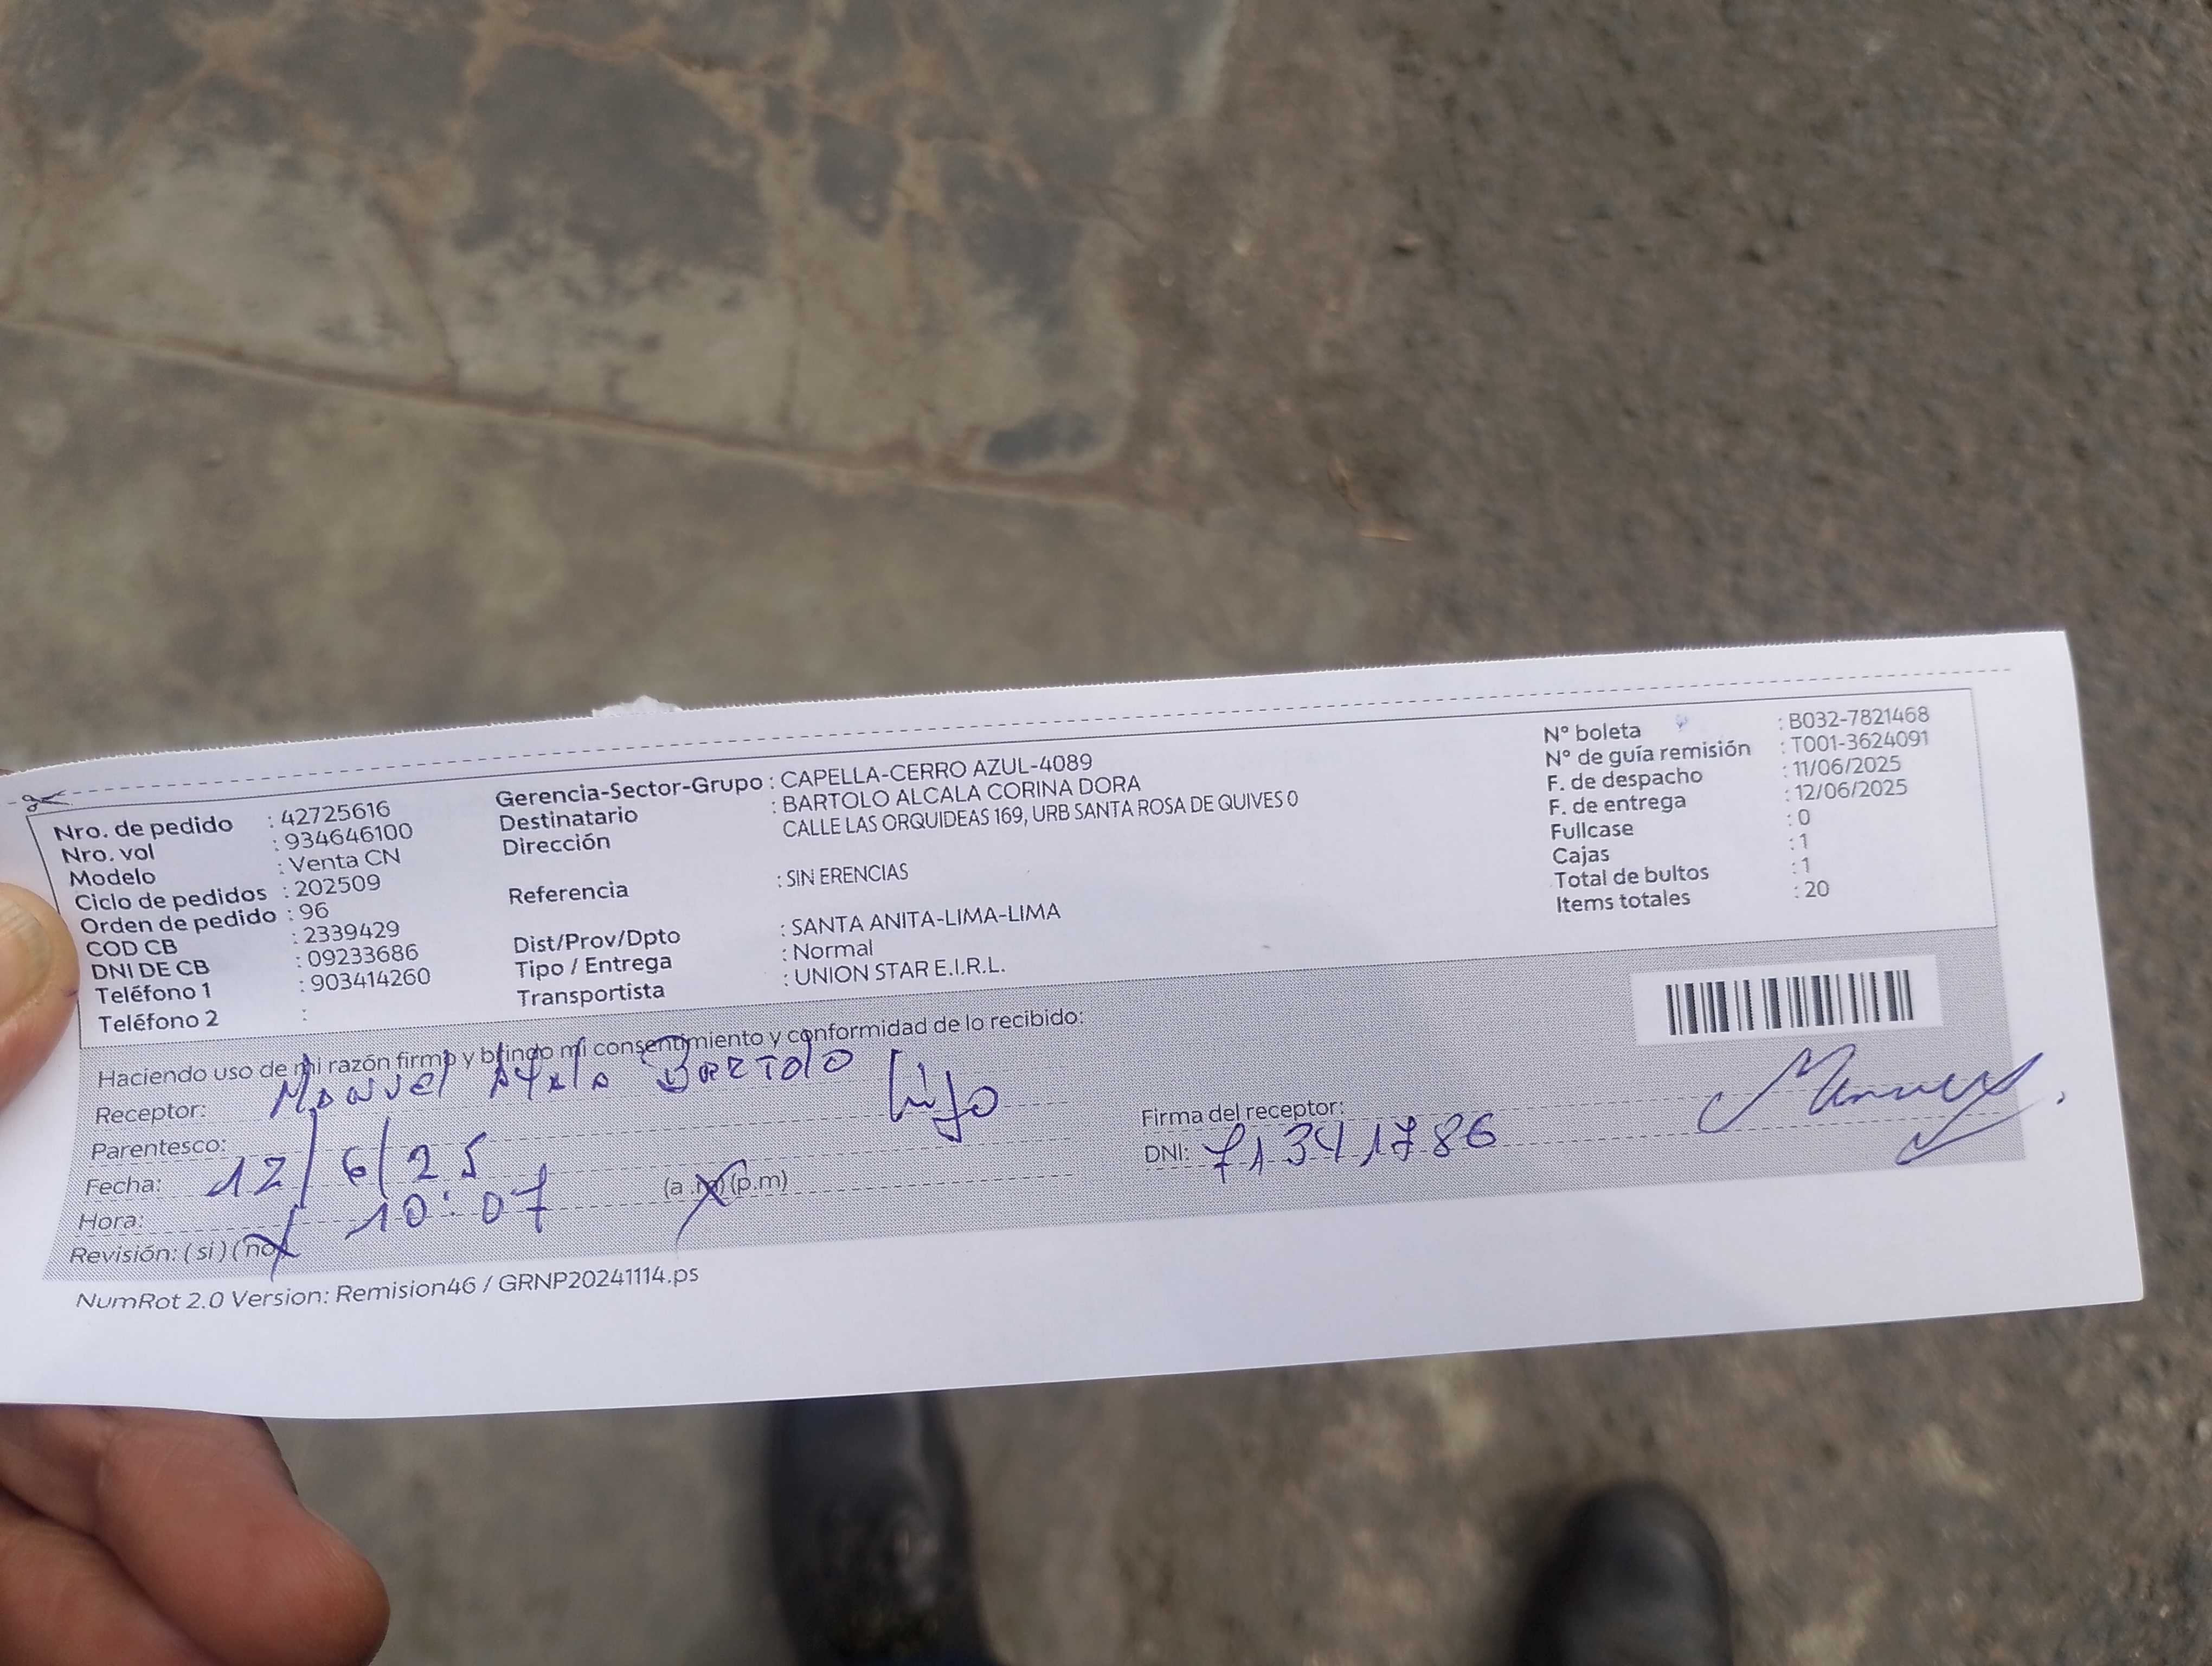 Nro. de pedido : 42725616
Nro. vol : 934646100
Modelo : Venta CN
Ciclo de pedidos : 202509
Orden de pedido : 96
COD CB : 2339429
DNI DE CB : 09233686
Teléfono 1 : 903414260
Teléfono 2 :
Gerencia-Sector-Grupo : CAPELLA-CERRO AZUL-4089
Destinatario : BARTOLO ALCALA CORINA DORA
Dirección CALLE LAS ORQUIDEAS 169, URB SANTA ROSA DE QUIVES 0
Referencia : SIN ERENCIAS
Dist/Prov/Dpto : SANTA ANITA-LIMA-LIMA
Tipo / Entrega : Normal
Transportista : UNION STAR E.I.R.L.
N° boleta : B032-7821468
N° de guía remisión : T001-3624091
F. de despacho : 11/06/2025
F. de entrega : 12/06/2025
Fullcase : 0
Cajas : 1
Total de bultos : 1
Items totales : 20
Haciendo uso de mi razón firmo y brindo mi consentimiento y conformidad de lo recibido:
Receptor: Manuel Bartolo
Parentesco: hijo
Fecha: 12/6/25
Hora: 10:07 (a.m) (p.m)
Revisión: (si) (no)
Firma del receptor:
DNI: 71341786
NumRot 2.0 Version: Remision46 / GRNP20241114.ps